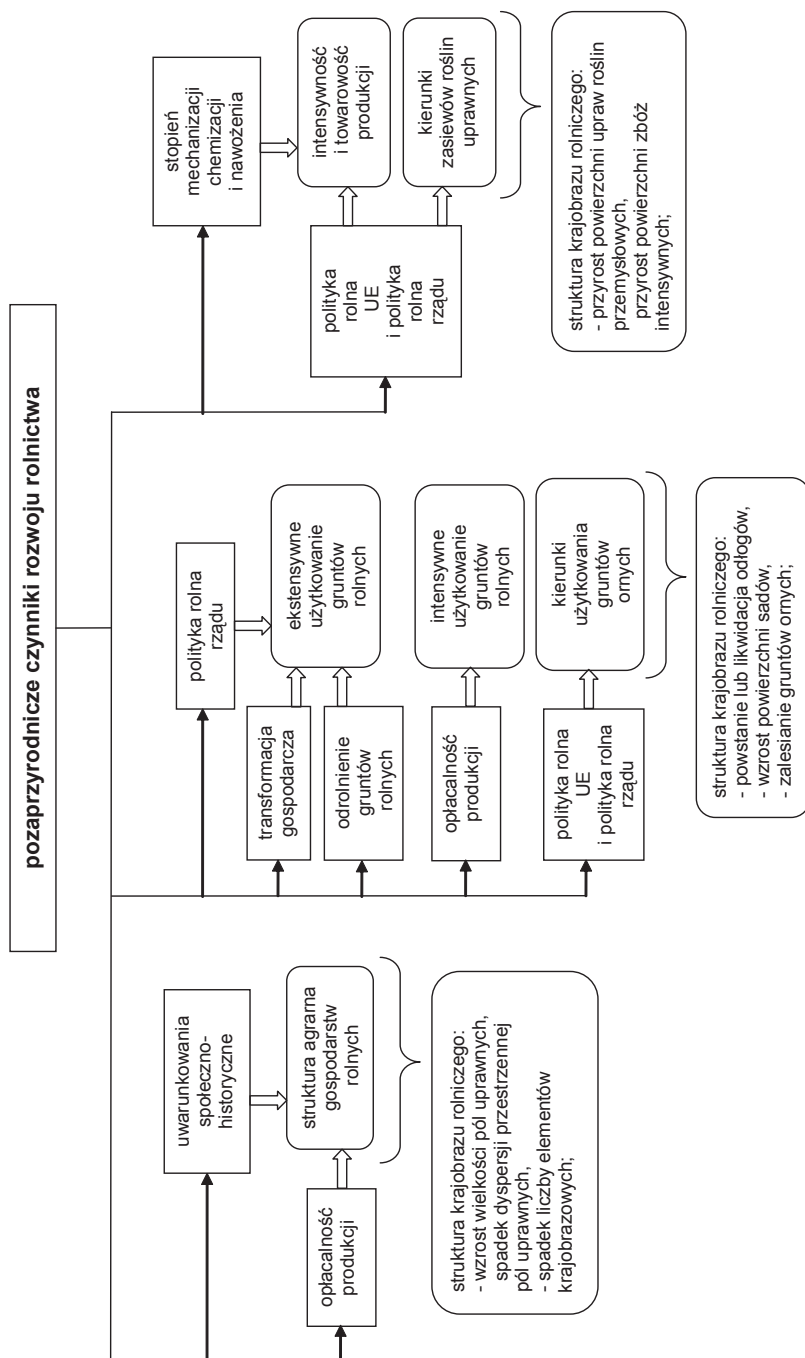 pozaprzyrodnicze czynniki rozwoju rolnictwa
uwarunkowania
społeczno-
historyczne
opłacalność
produkcji
struktura agrarna
gospodarstw
rolnych
struktura krajobrazu rolniczego:
- wzrost wielkości pól uprawnych,
spadek dyspersji przestrzennej
pól uprawnych,
- spadek liczby elementów
krajobrazowych;
polityka rolna
rządu
transformacja
gospodarcza
odrolnienie
gruntów
rolnych
ekstensywne
użytkowanie
gruntów
rolnych
opłacalność
produkcji
intensywne
użytkowanie
gruntów
rolnych
polityka rolna
UE
i polityka rolna
rządu
kierunki
użytkowania
gruntów
ornych
struktura krajobrazu rolniczego:
- powstanie lub likwidacja odłogów,
- wzrost powierzchni sadów,
- zalesianie gruntów ornych;
stopień
mechanizacji
chemizacji
i nawożenia
intensywność
i towarowość
produkcji
polityka
rolna
UE
i polityka
rolna
rządu
kierunki
zasiewów roślin
uprawnych
struktura krajobrazu rolniczego:
- przyrost powierzchni upraw roślin
przemysłowych,
przyrost powierzchni zbóż
intensywnych;